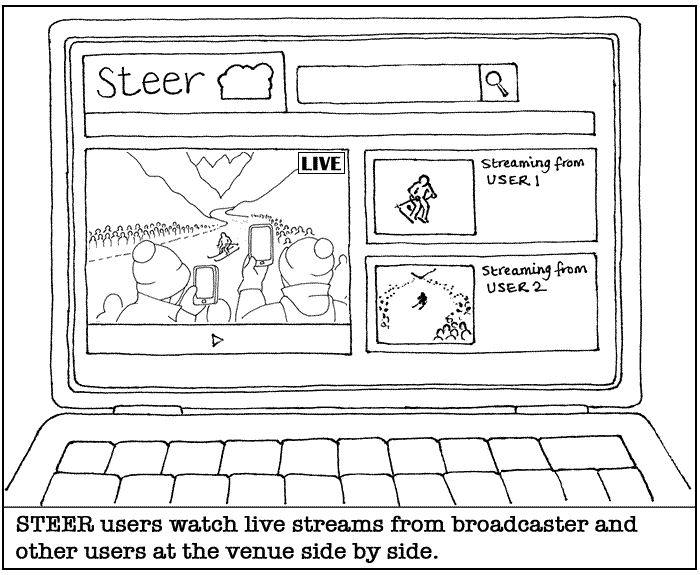 Steer
LIVE
Streaming from
USER 1
Streaming from
USER 2
STEER users watch live streams from broadcaster and
other users at the venue side by side.